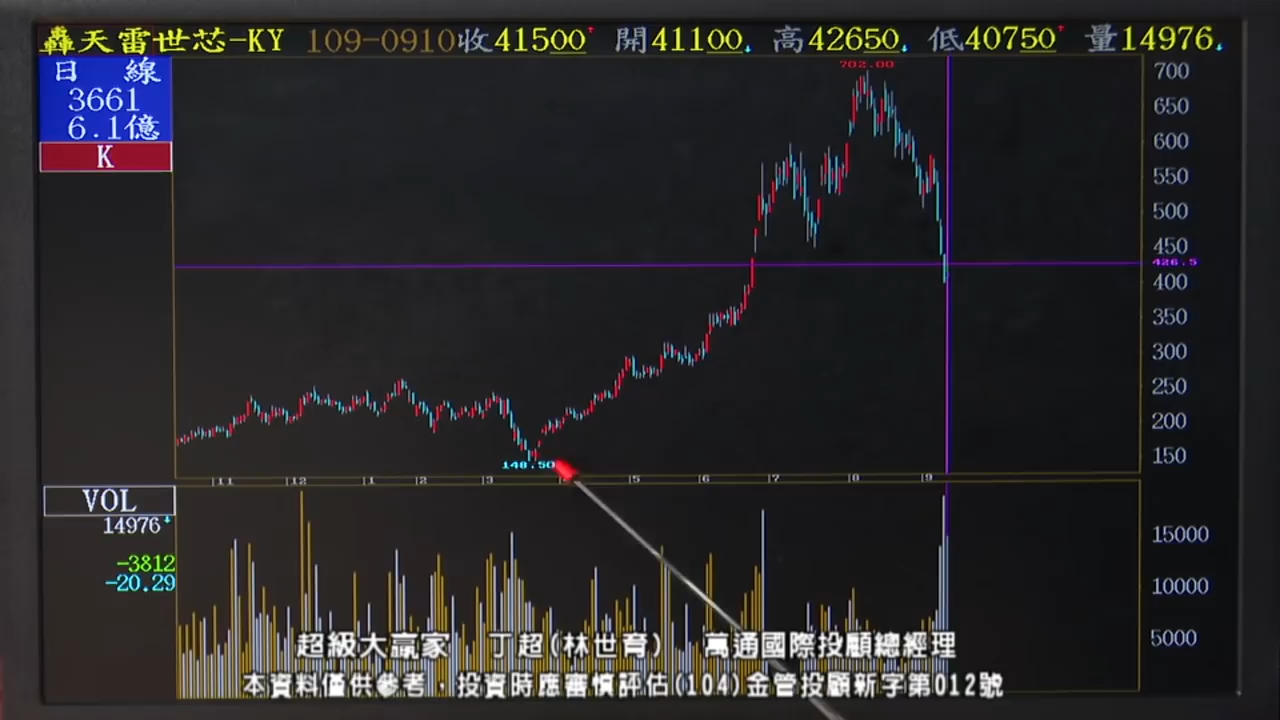 轟天雷世芯-KY 109-0910收41500 開41100 高42650 低40750 量14976
日 線
3661
6.1億
K
702.00
700
650
600
550
500
450
426.5
400
350
300
250
200
150
148.50
11 12 1 2 3 4 5 6 7 8 9
VOL
14976
-3812
-20.29
15000
10000
5000
超級大贏家 丁超(林世育) 萬通國際投顧總經理
本資料僅供參考，投資時應審慎評估(104)金管投顧新字第012號